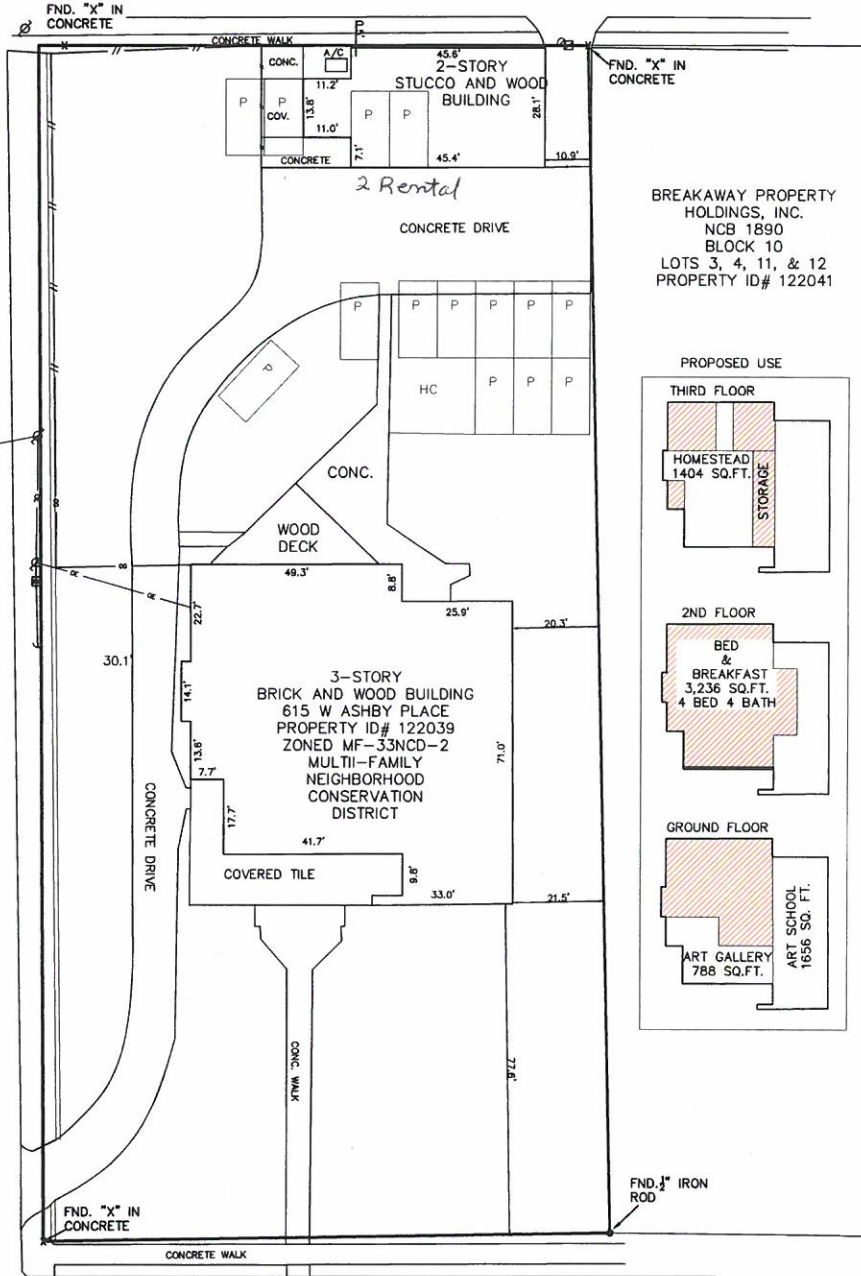 FND. "X" IN
CONCRETE
CONCRETE WALK
0.5'
A/C
CONC.
45.6'
2-STORY
STUCCO AND WOOD
BUILDING
FND. "X" IN
CONCRETE
11.2'
P
P
COV.
13.8'
P
P
28.1'
11.0'
CONCRETE
7.1'
45.4'
10.9'
2 Rental
CONCRETE DRIVE
BREAKAWAY PROPERTY
HOLDINGS, INC.
NCB 1890
BLOCK 10
LOTS 3, 4, 11, & 12
PROPERTY ID# 122041
P
P
P
P
P
P
P
HC
P
P
P
CONC.
WOOD
DECK
49.3'
8.8'
25.9'
22.7'
20.3'
30.1'
14.1'
3-STORY
BRICK AND WOOD BUILDING
615 W ASHBY PLACE
PROPERTY ID# 122039
ZONED MF-33NCD-2
MULTII-FAMILY
NEIGHBORHOOD
CONSERVATION
DISTRICT
71.0'
13.6'
7.7'
17.7'
41.7'
COVERED TILE
9.8'
33.0'
21.5'
CONCRETE DRIVE
CONC. WALK
77.6'
PROPOSED USE
THIRD FLOOR
HOMESTEAD
1404 SQ.FT.
STORAGE
2ND FLOOR
BED
&
BREAKFAST
3,236 SQ.FT.
4 BED 4 BATH
GROUND FLOOR
ART GALLERY
788 SQ.FT.
ART SCHOOL
1656 SQ. FT.
FND. "X" IN
CONCRETE
FND. 1/2" IRON
ROD
CONCRETE WALK